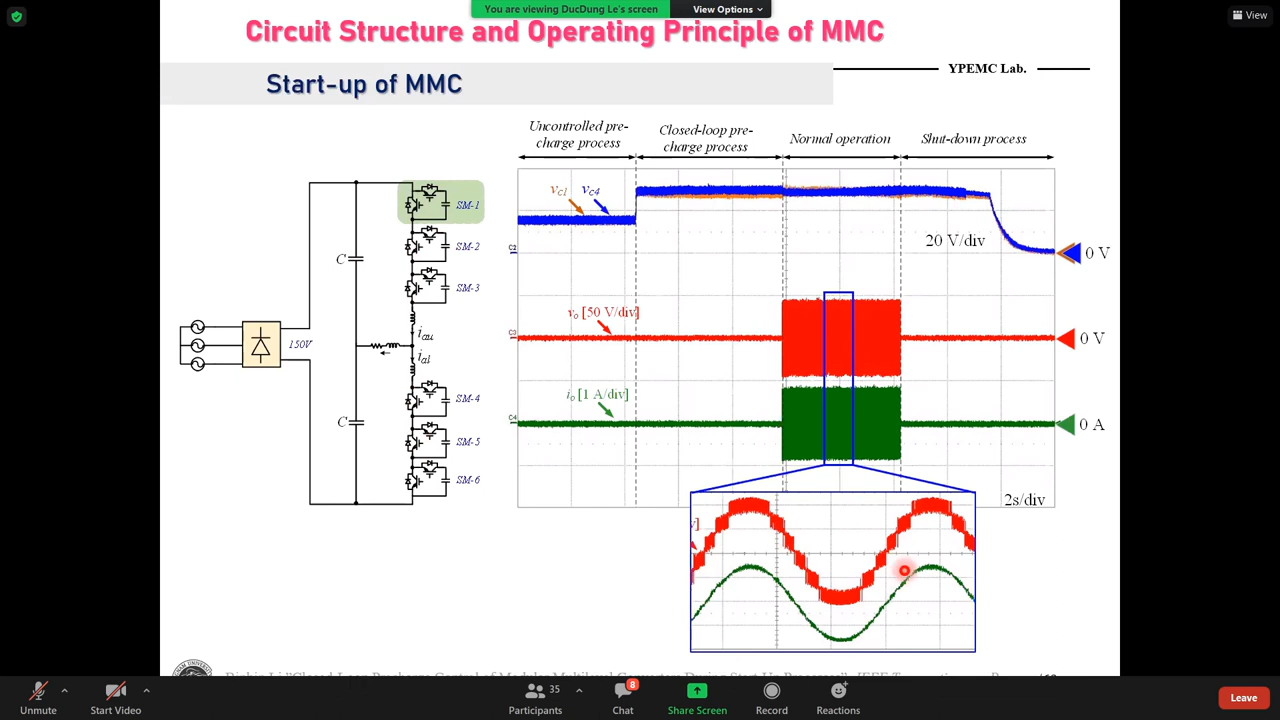 You are viewing DucDung Le's screen
View Options
View
Circuit Structure and Operating Principle of MMC
Start-up of MMC
YPEMC Lab.
Uncontrolled pre-
charge process
Closed-loop pre-
charge process
Normal operation
Shut-down process
vC1
vC4
20 V/div
C2
0 V
vo [50 V/div]
C3
0 V
io [1 A/div]
C4
0 A
2s/div
SM-1
SM-2
SM-3
C
iau
150V
ial
SM-4
C
SM-5
SM-6
Unmute
Start Video
35
Participants
8
Chat
Share Screen
Record
Reactions
Leave